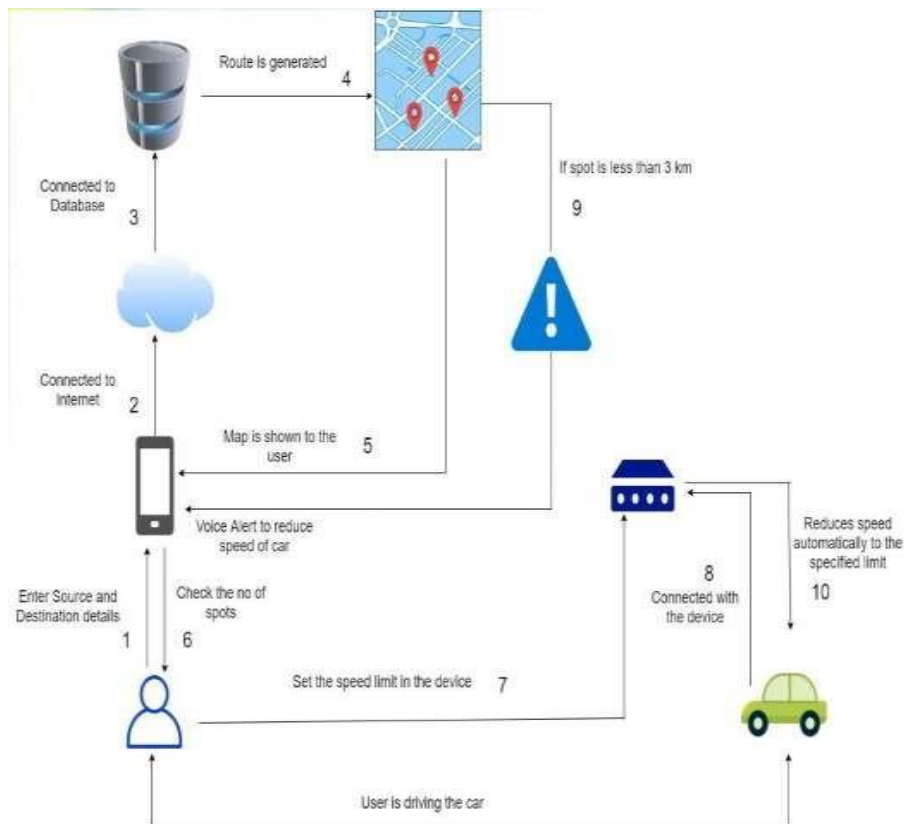 Route is generated
4
If spot is less than 3 km
9
Connected to
Database
3
Connected to
Internet
2
Map is shown to the
user
5
Voice Alert to reduce
speed of car
Reduces speed
automatically to the
specified limit
10
8
Connected with
the device
Enter Source and
Destination details
1
Check the no of
spots
6
Set the speed limit in the device
7
User is driving the car